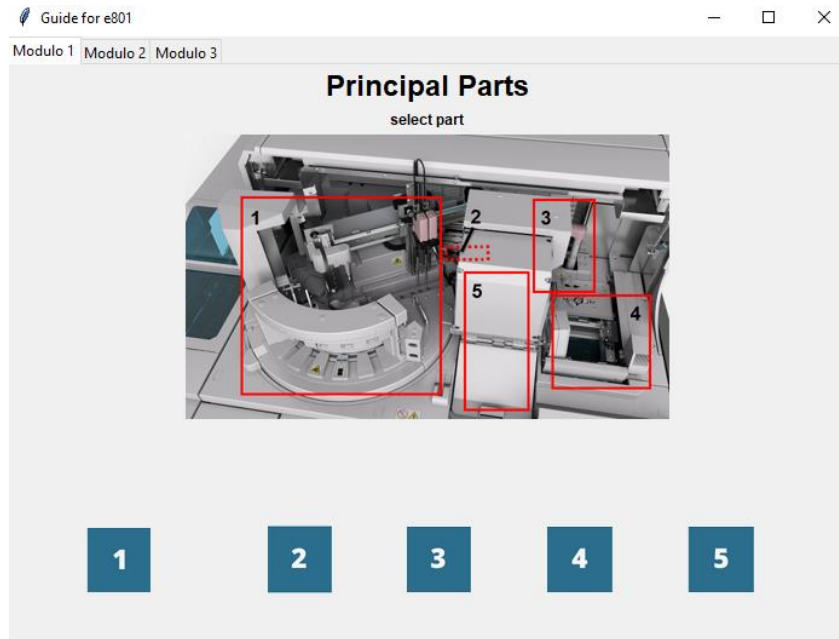 Guide for e801
Modulo 1 Modulo 2 Modulo 3
Principal Parts
select part
1 2 3
5
4
1 2 3 4 5